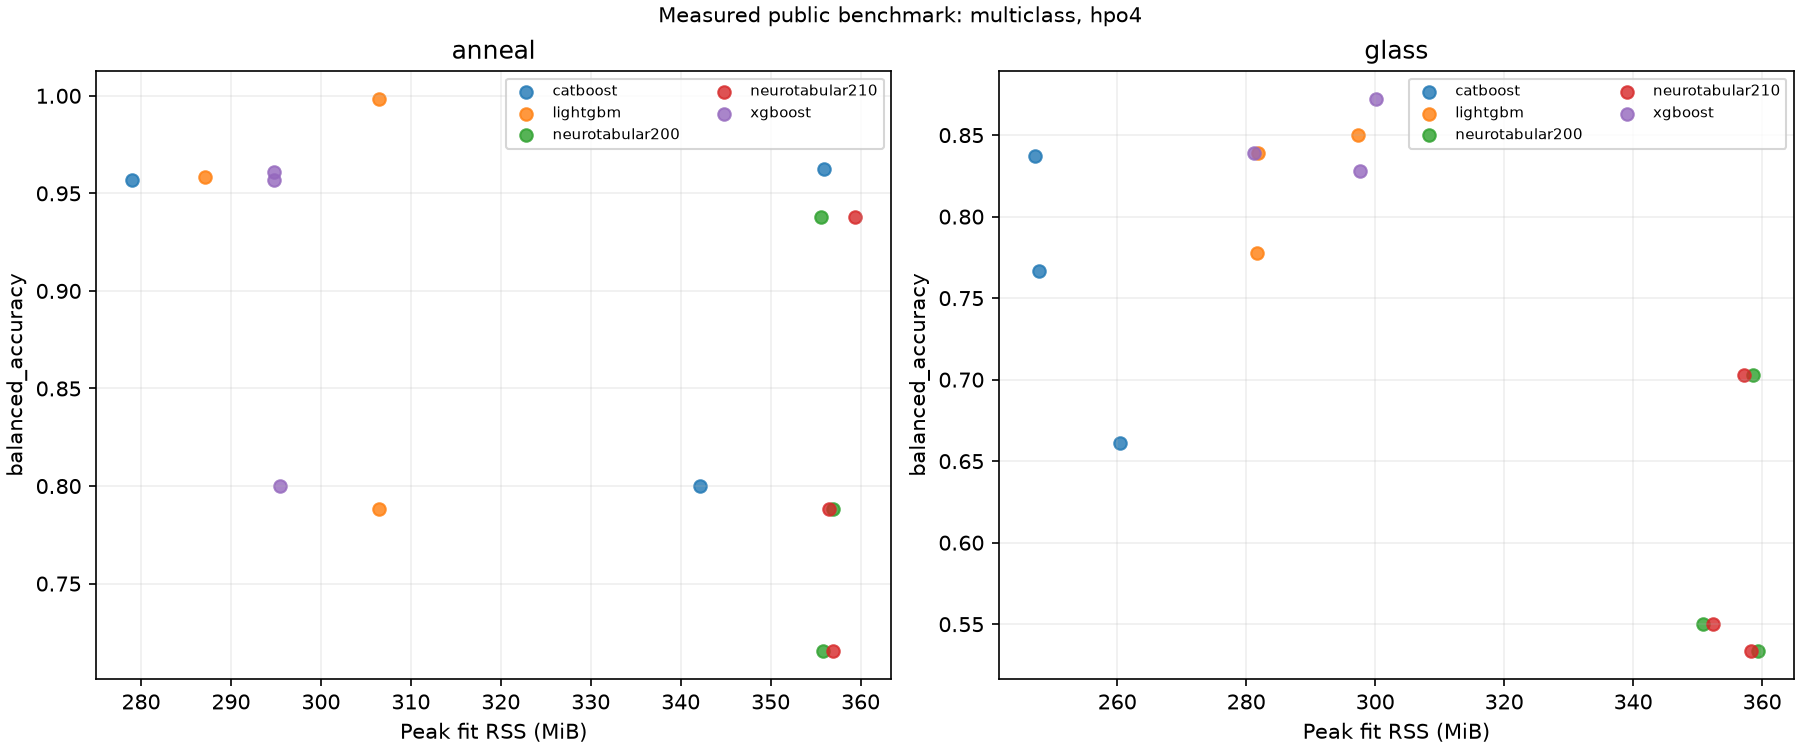 Measured public benchmark: multiclass, hpo4
anneal
catboost
lightgbm
neurotabular200
neurotabular210
xgboost
balanced_accuracy
1.00
0.95
0.90
0.85
0.80
0.75
280 290 300 310 320 330 340 350 360
Peak fit RSS (MiB)
glass
catboost
lightgbm
neurotabular200
neurotabular210
xgboost
balanced_accuracy
0.85
0.80
0.75
0.70
0.65
0.60
0.55
260 280 300 320 340 360
Peak fit RSS (MiB)